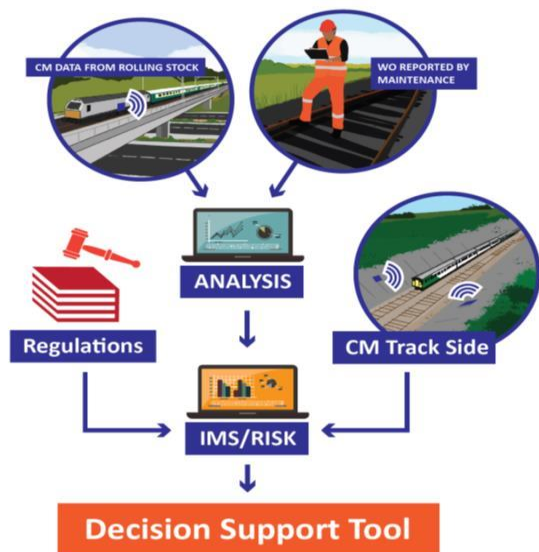 CM DATA FROM ROLLING STOCK
WO REPORTED BY
MAINTENANCE
ANALYSIS
Regulations
CM Track Side
IMS/RISK
Decision Support Tool